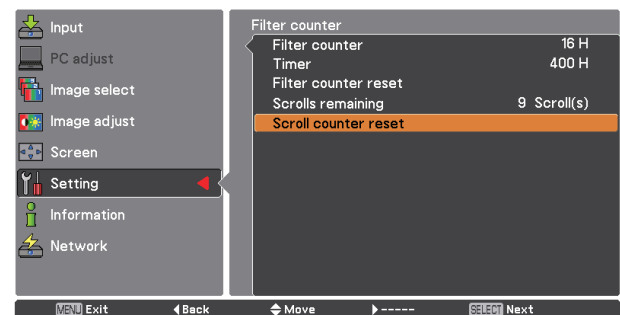 Input
PC adjust
Image select
Image adjust
Screen
Setting
Information
Network
Filter counter
Filter counter 16 H
Timer 400 H
Filter counter reset
Scrolls remaining 9 Scroll(s)
Scroll counter reset
MENU Exit Back Move ----- SELECT Next